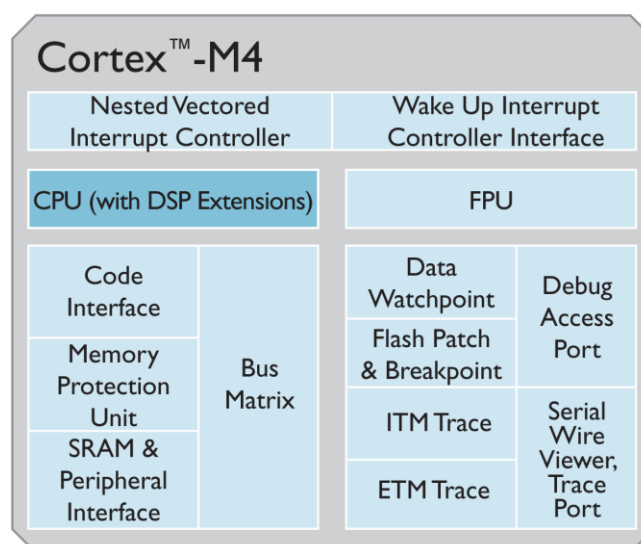 Cortex™-M4
Nested Vectored
Interrupt Controller
Wake Up Interrupt
Controller Interface
CPU (with DSP Extensions)
FPU
Code
Interface
Memory
Protection
Unit
SRAM &
Peripheral
Interface
Bus
Matrix
Data
Watchpoint
Flash Patch
& Breakpoint
ITM Trace
ETM Trace
Debug
Access
Port
Serial
Wire
Viewer,
Trace
Port